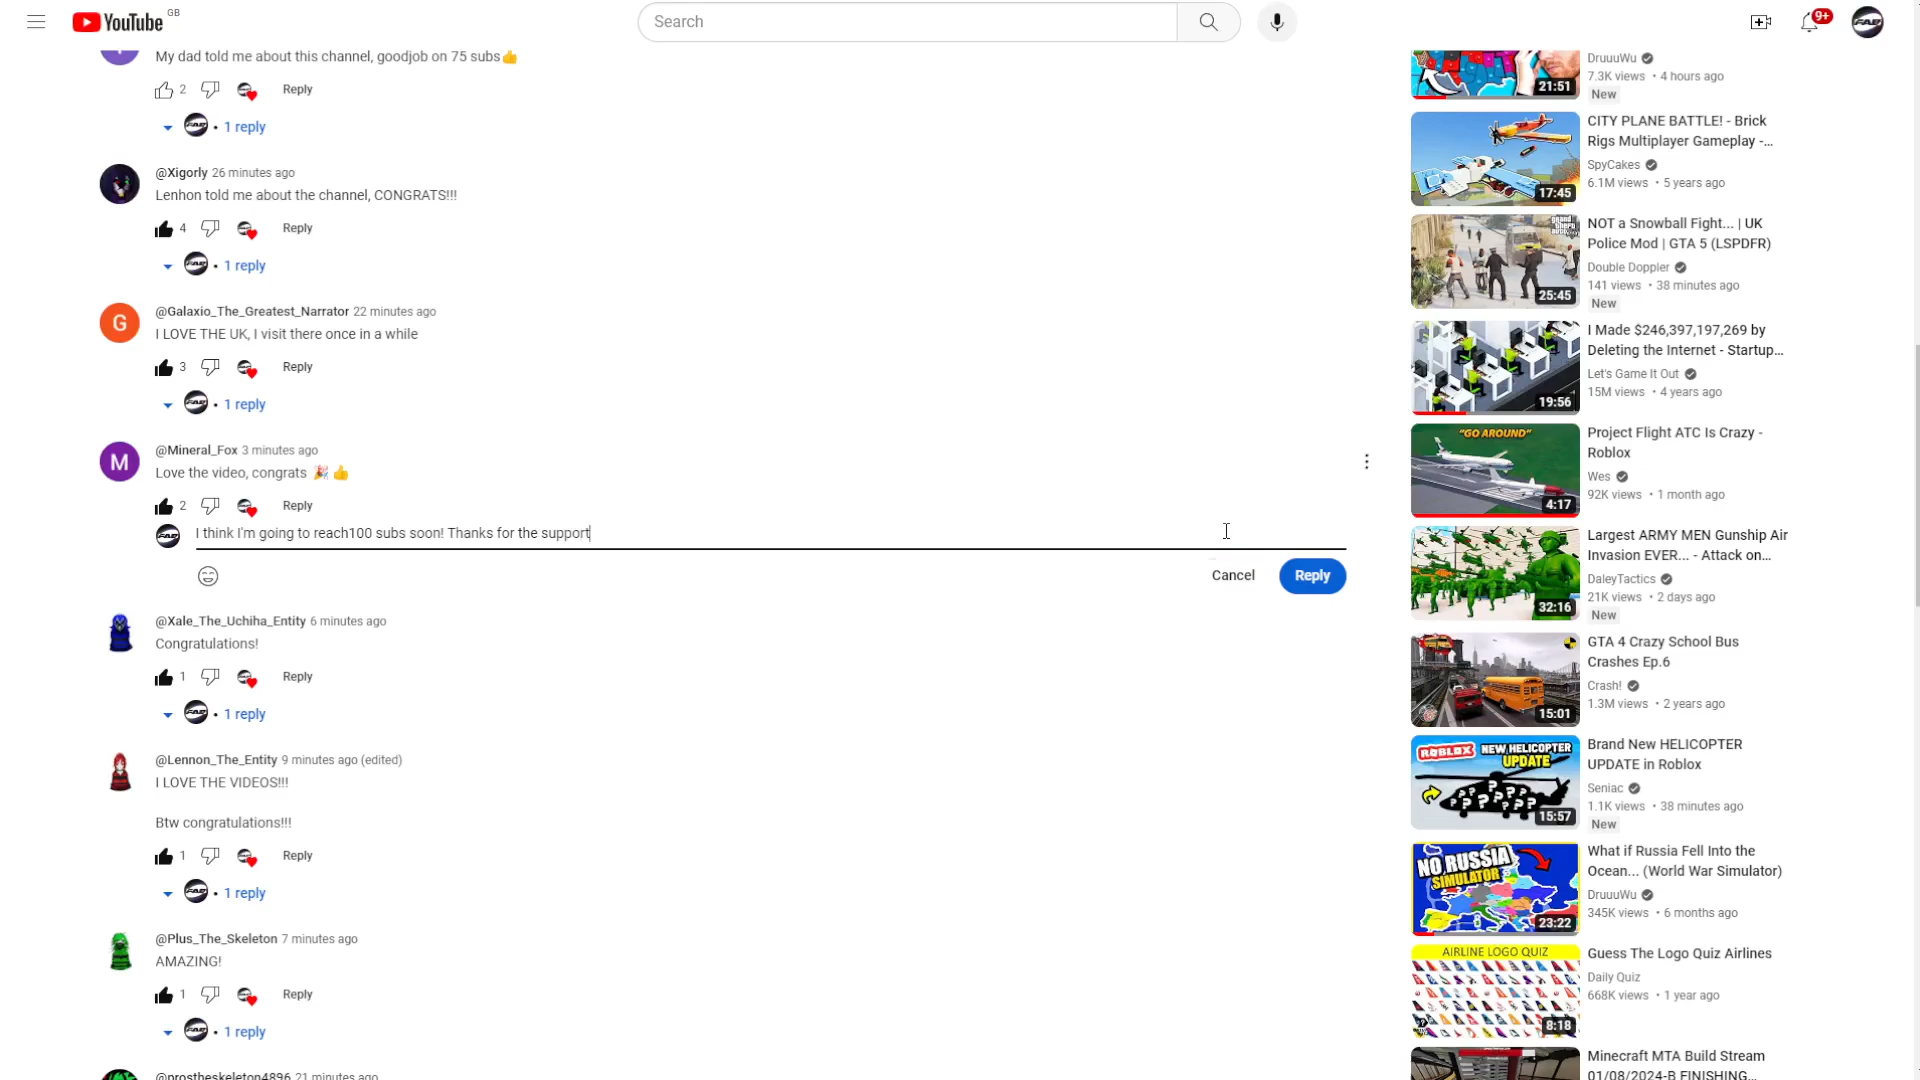 YouTube GB
Search
9+
My dad told me about this channel, goodjob on 75 subs👍
2 Reply
• 1 reply
@Xigorly 26 minutes ago
Lenhon told me about the channel, CONGRATS!!!
4 Reply
• 1 reply
G
@Galaxio_The_Greatest_Narrator 22 minutes ago
I LOVE THE UK, I visit there once in a while
3 Reply
• 1 reply
M
@Mineral_Fox 3 minutes ago
Love the video, congrats 🎉 👍
2 Reply
I think I'm going to reach100 subs soon! Thanks for the support
Cancel Reply
@Xale_The_Uchiha_Entity 6 minutes ago
Congratulations!
1 Reply
• 1 reply
@Lennon_The_Entity 9 minutes ago (edited)
I LOVE THE VIDEOS!!!
Btw congratulations!!!
1 Reply
• 1 reply
@Plus_The_Skeleton 7 minutes ago
AMAZING!
1 Reply
• 1 reply
@prostheskeleton4896 21 minutes ago
21:51
DruuuWu
7.3K views • 4 hours ago
New
17:45
CITY PLANE BATTLE! - Brick
Rigs Multiplayer Gameplay -...
SpyCakes
6.1M views • 5 years ago
25:45
NOT a Snowball Fight... | UK
Police Mod | GTA 5 (LSPDFR)
Double Doppler
141 views • 38 minutes ago
New
19:56
I Made $246,397,197,269 by
Deleting the Internet - Startup...
Let's Game It Out
15M views • 4 years ago
"GO AROUND"
4:17
Project Flight ATC Is Crazy -
Roblox
Wes
92K views • 1 month ago
32:16
Largest ARMY MEN Gunship Air
Invasion EVER... - Attack on...
DaleyTactics
21K views • 2 days ago
New
15:01
GTA 4 Crazy School Bus
Crashes Ep.6
Crash!
1.3M views • 2 years ago
ROBLOX NEW HELICOPTER
UPDATE
? ? ? ? ?
15:57
Brand New HELICOPTER
UPDATE in Roblox
Seniac
1.1K views • 38 minutes ago
New
NO RUSSIA
SIMULATOR
23:22
What if Russia Fell Into the
Ocean... (World War Simulator)
DruuuWu
345K views • 6 months ago
AIRLINE LOGO QUIZ
8:18
Guess The Logo Quiz Airlines
Daily Quiz
668K views • 1 year ago
Minecraft MTA Build Stream
01/08/2024-B FINISHING...